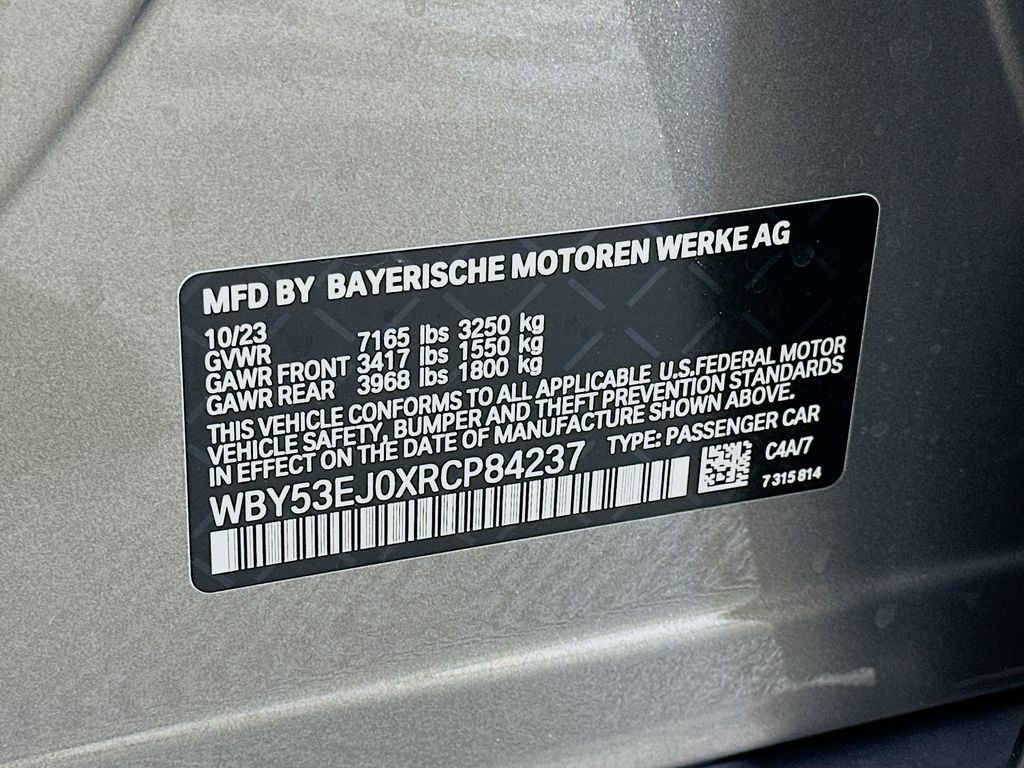 MFD BY BAYERISCHE MOTOREN WERKE AG
10/23
GVWR 7165 lbs 3250 kg
GAWR FRONT 3417 lbs 1550 kg
GAWR REAR 3968 lbs 1800 kg
THIS VEHICLE CONFORMS TO ALL APPLICABLE U.S.FEDERAL MOTOR
VEHICLE SAFETY, BUMPER AND THEFT PREVENTION STANDARDS
IN EFFECT ON THE DATE OF MANUFACTURE SHOWN ABOVE.
WBY53EJ0XRCP84237 TYPE: PASSENGER CAR
C4A/7
7 315 814